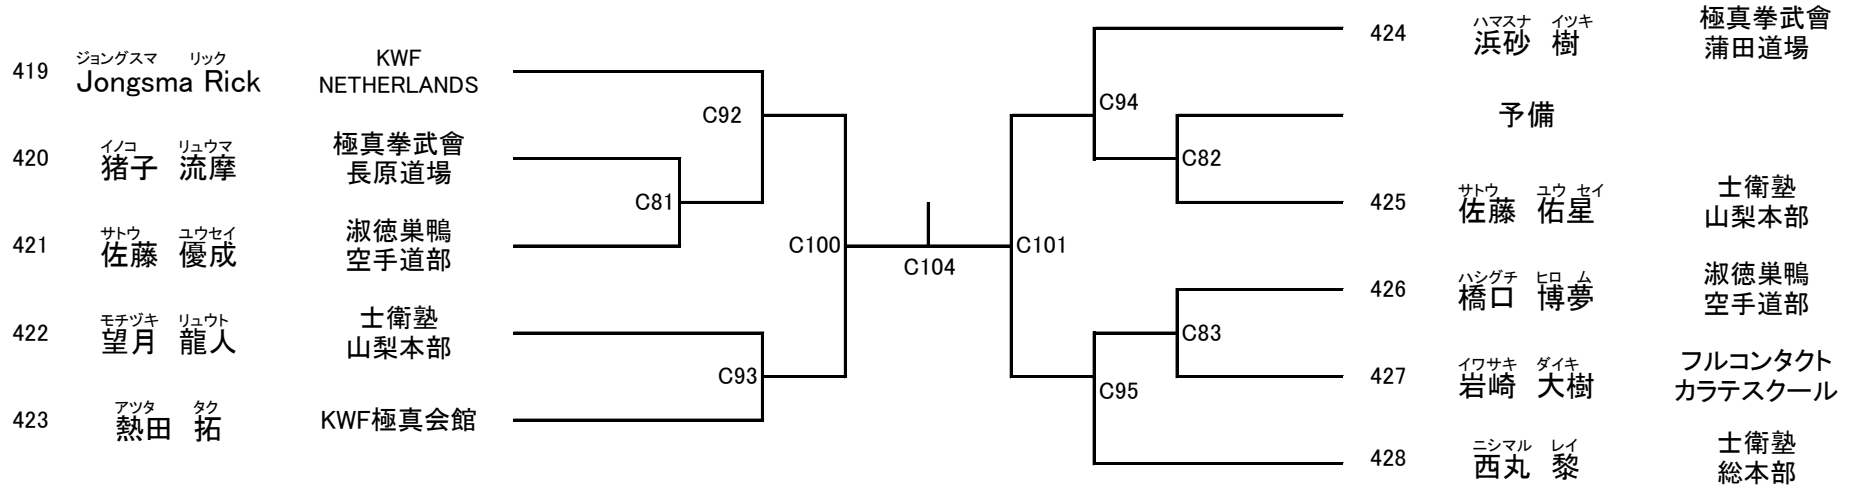 ジョングスマ リック
419 Jongsma Rick KWF
NETHERLANDS
C92
イノコ リュウマ
420 猪子 流摩 極真拳武會
長原道場
C81
サトウ ユウセイ
421 佐藤 優成 淑徳巣鴨
空手道部
C100
モチヅキ リュウト
422 望月 龍人 士衛塾
山梨本部
C93
アツタ タク
423 熱田 拓 KWF極真会館
C104
ハマスナ イツキ
424 浜砂 樹 極真拳武會
蒲田道場
C94
予備
C82
サトウ ユウ セイ
425 佐藤 佑星 士衛塾
山梨本部
C101
ハシグチ ヒロ ム
426 橋口 博夢 淑徳巣鴨
空手道部
C83
イワサキ ダイキ
427 岩崎 大樹 フルコンタクト
カラテスクール
C95
ニシマル レイ
428 西丸 黎 士衛塾
総本部